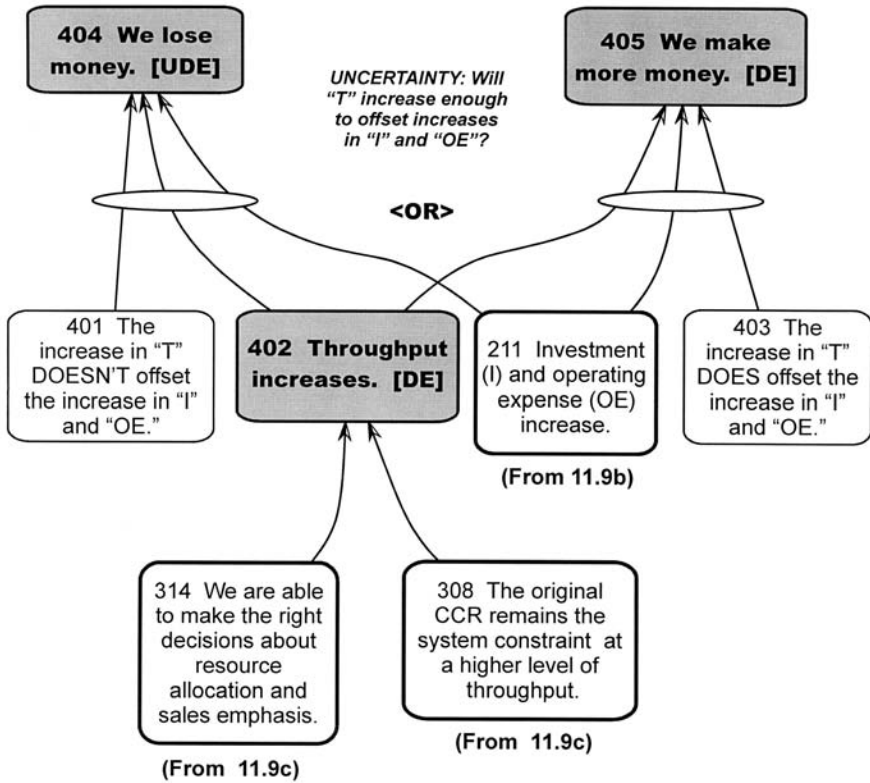 404 We lose
money. [UDE]
405 We make
more money. [DE]
UNCERTAINTY: Will
“T” increase enough
to offset increases
in “I” and “OE”?
<OR>
401 The
increase in “T”
DOESN’T offset
the increase in “I”
and “OE.”
402 Throughput
increases. [DE]
211 Investment
(I) and operating
expense (OE)
increase.
403 The
increase in “T”
DOES offset the
increase in “I”
and “OE.”
(From 11.9b)
314 We are able
to make the right
decisions about
resource
allocation and
sales emphasis.
308 The original
CCR remains the
system constraint at
a higher level of
throughput.
(From 11.9c)
(From 11.9c)